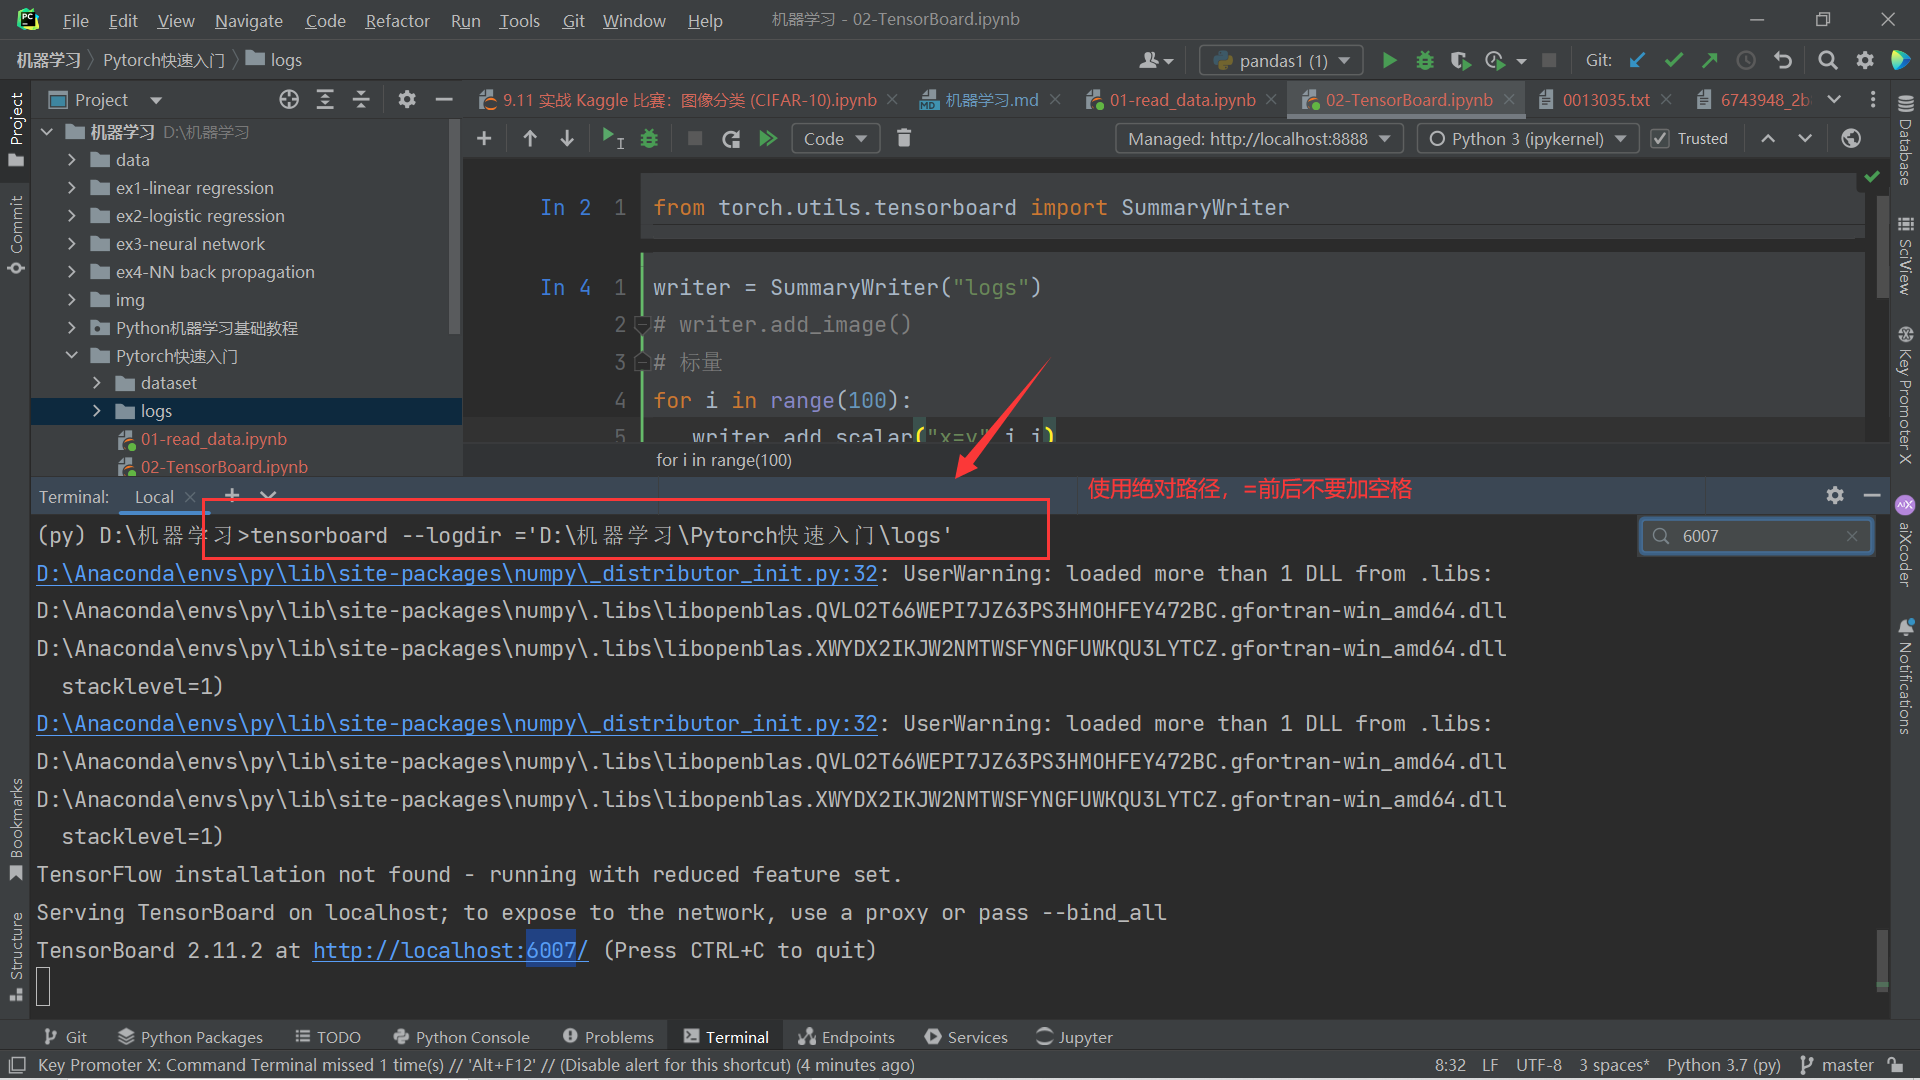 File Edit View Navigate Code Refactor Run Tools Git Window Help 机器学习 - 02-TensorBoard.ipynb
机器学习 Pytorch快速入门 logs pandas1 (1) Git:
Project 9.11 实战 Kaggle 比赛：图像分类 (CIFAR-10).ipynb 机器学习.md 01-read_data.ipynb 02-TensorBoard.ipynb 0013035.txt 6743948_2b
机器学习 D:\机器学习
Code Managed: http://localhost:8888 Python 3 (ipykernel) Trusted
data
ex1-linear regression
ex2-logistic regression
ex3-neural network
ex4-NN back propagation
img
Python机器学习基础教程
Pytorch快速入门
dataset
logs
01-read_data.ipynb
02-TensorBoard.ipynb
In 2 1 from torch.utils.tensorboard import SummaryWriter
In 4 1 writer = SummaryWriter("logs")
2 # writer.add_image()
3 # 标量
4 for i in range(100):
5 writer.add_scalar("x=y",i,i)
for i in range(100)
Terminal: Local
使用绝对路径，=前后不要加空格
(py) D:\机器学习>tensorboard --logdir ='D:\机器学习\Pytorch快速入门\logs'
6007
D:\Anaconda\envs\py\lib\site-packages\numpy\_distributor_init.py:32: UserWarning: loaded more than 1 DLL from .libs:
D:\Anaconda\envs\py\lib\site-packages\numpy\.libs\libopenblas.QVLO2T66WEPI7JZ63PS3HMOHFEY472BC.gfortran-win_amd64.dll
D:\Anaconda\envs\py\lib\site-packages\numpy\.libs\libopenblas.XWYDX2IKJW2NMTWSFYNGFUWKQU3LYTCZ.gfortran-win_amd64.dll
stacklevel=1)
D:\Anaconda\envs\py\lib\site-packages\numpy\_distributor_init.py:32: UserWarning: loaded more than 1 DLL from .libs:
D:\Anaconda\envs\py\lib\site-packages\numpy\.libs\libopenblas.QVLO2T66WEPI7JZ63PS3HMOHFEY472BC.gfortran-win_amd64.dll
D:\Anaconda\envs\py\lib\site-packages\numpy\.libs\libopenblas.XWYDX2IKJW2NMTWSFYNGFUWKQU3LYTCZ.gfortran-win_amd64.dll
stacklevel=1)
TensorFlow installation not found - running with reduced feature set.
Serving TensorBoard on localhost; to expose to the network, use a proxy or pass --bind_all
TensorBoard 2.11.2 at http://localhost:6007/ (Press CTRL+C to quit)
Project
Commit
Bookmarks
Structure
Database
SciView
Key Promoter X
aiXcoder
Notifications
Git Python Packages TODO Python Console Problems Terminal Endpoints Services Jupyter
Key Promoter X: Command Terminal missed 1 time(s) // 'Alt+F12' // (Disable alert for this shortcut) (4 minutes ago) 8:32 LF UTF-8 3 spaces* Python 3.7 (py) master